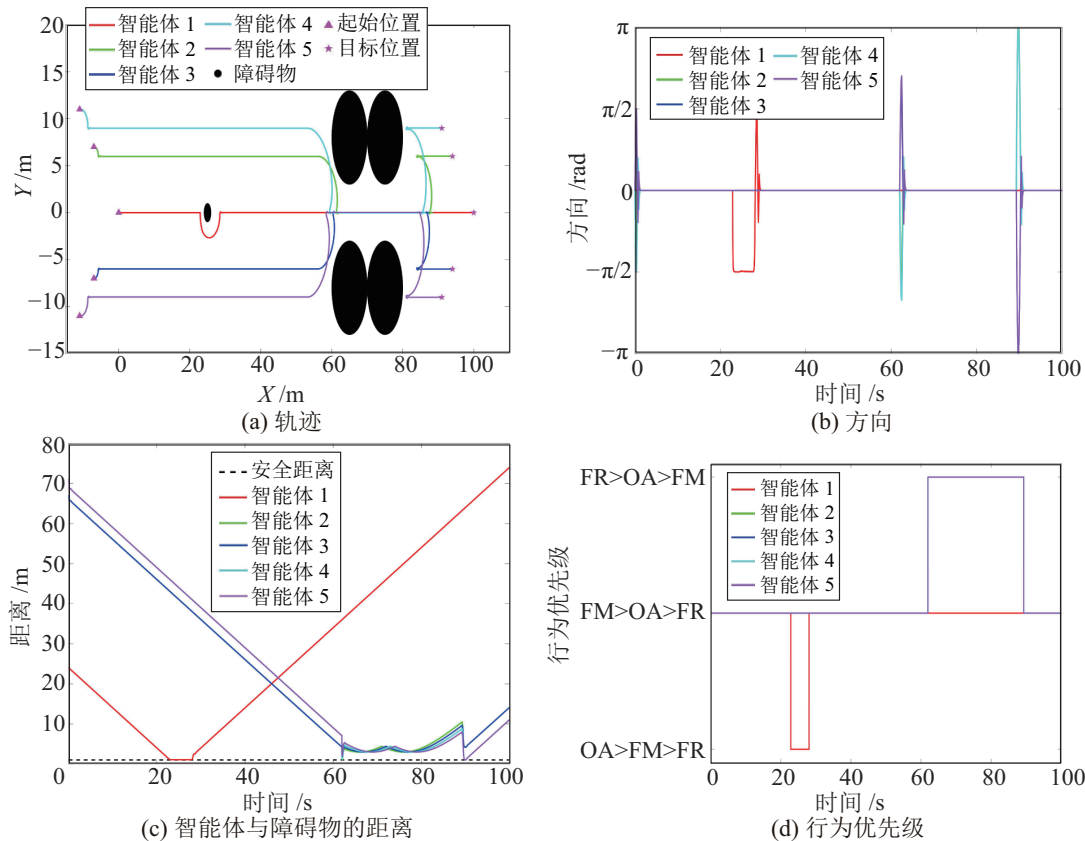 智能体 1
智能体 2
智能体 3
智能体 4
智能体 5
障碍物
起始位置
目标位置
20
15
10
5
0
−5
−10
−15
Y /m
0
20
40
60
80
100
X /m
(a) 轨迹
智能体 1
智能体 2
智能体 3
智能体 4
智能体 5
π
π/2
0
−π/2
−π
方向 /rad
0
20
40
60
80
100
时间 /s
(b) 方向
安全距离
智能体 1
智能体 2
智能体 3
智能体 4
智能体 5
80
70
60
50
40
30
20
10
距离 /m
0
20
40
60
80
100
时间 /s
(c) 智能体与障碍物的距离
智能体 1
智能体 2
智能体 3
智能体 4
智能体 5
FR>OA>FM
FM>OA>FR
OA>FM>FR
行为优先级
0
20
40
60
80
100
时间 /s
(d) 行为优先级